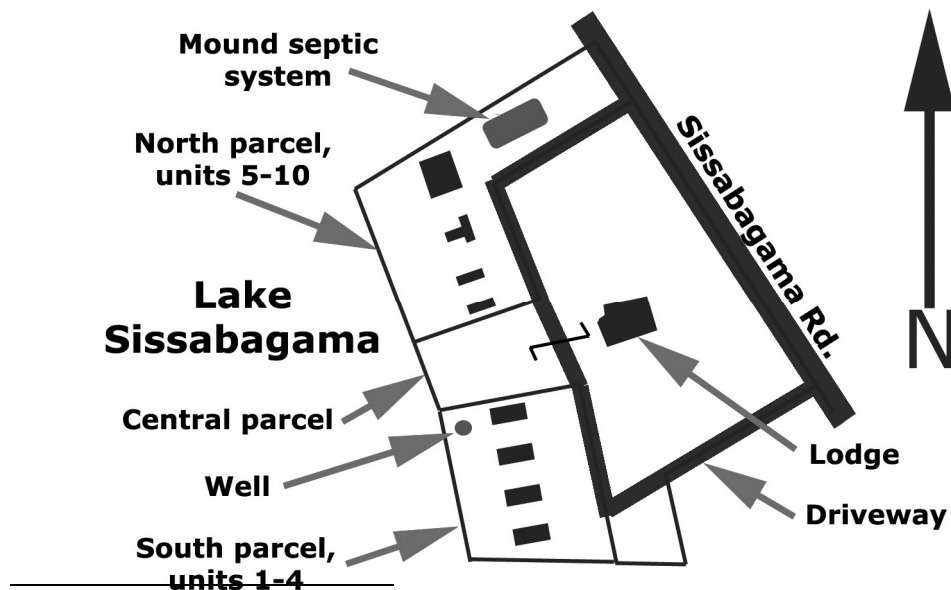 Mound septic
system
North parcel,
units 5-10
Sissabagama Rd.
Lake
Sissabagama
N
Central parcel
Well
Lodge
Driveway
South parcel,
units 1-4